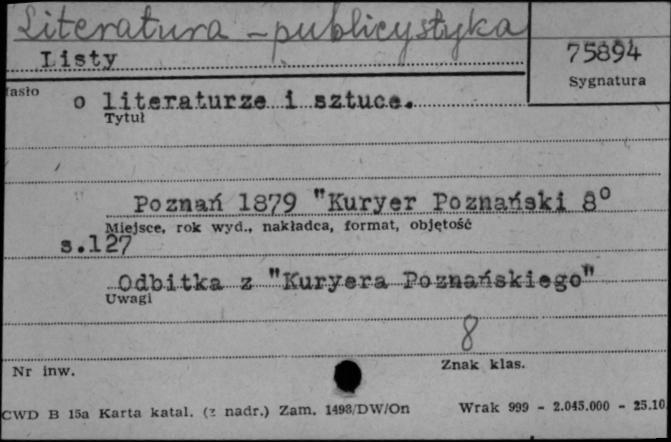 Literatura - publicystyka
Listy
75894
Sygnatura
asło
o literaturze i sztuce.
Tytuł
Poznań 1879 "Kuryer Poznański 8°
Miejsce, rok wyd., nakładca, format, objętość
s.127
Odbitka z "Kuryera Poznańskiego"
Uwagi
8
Nr inw.
Znak klas.
CWD B 15a Karta katal. (z nadr.) Zam. 1493/DW/On Wrak 999 - 2.045.000 - 25.10